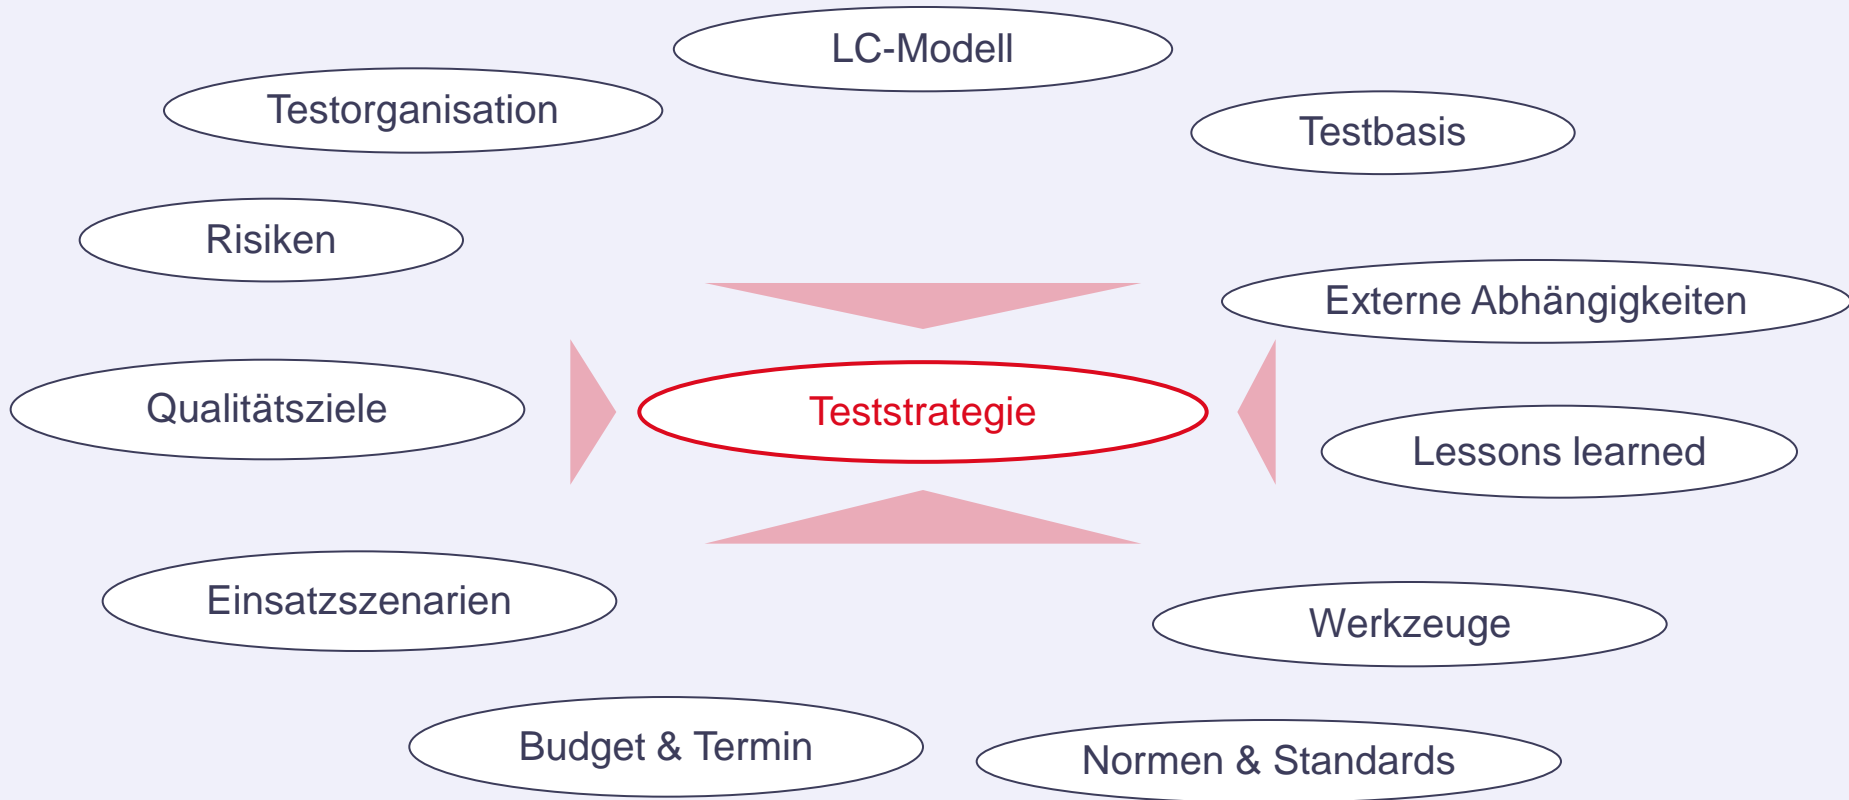 LC-Modell
Testorganisation
Testbasis
Risiken
Externe Abhängigkeiten
Qualitätsziele
Teststrategie
Lessons learned
Einsatzszenarien
Werkzeuge
Budget & Termin
Normen & Standards